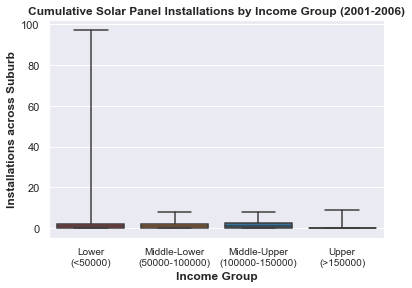 Cumulative Solar Panel Installations by Income Group (2001-2006)
Installations across Suburb
100
80
60
40
20
0
Lower
(<50000)
Middle-Lower
(50000-100000)
Middle-Upper
(100000-150000)
Upper
(>150000)
Income Group